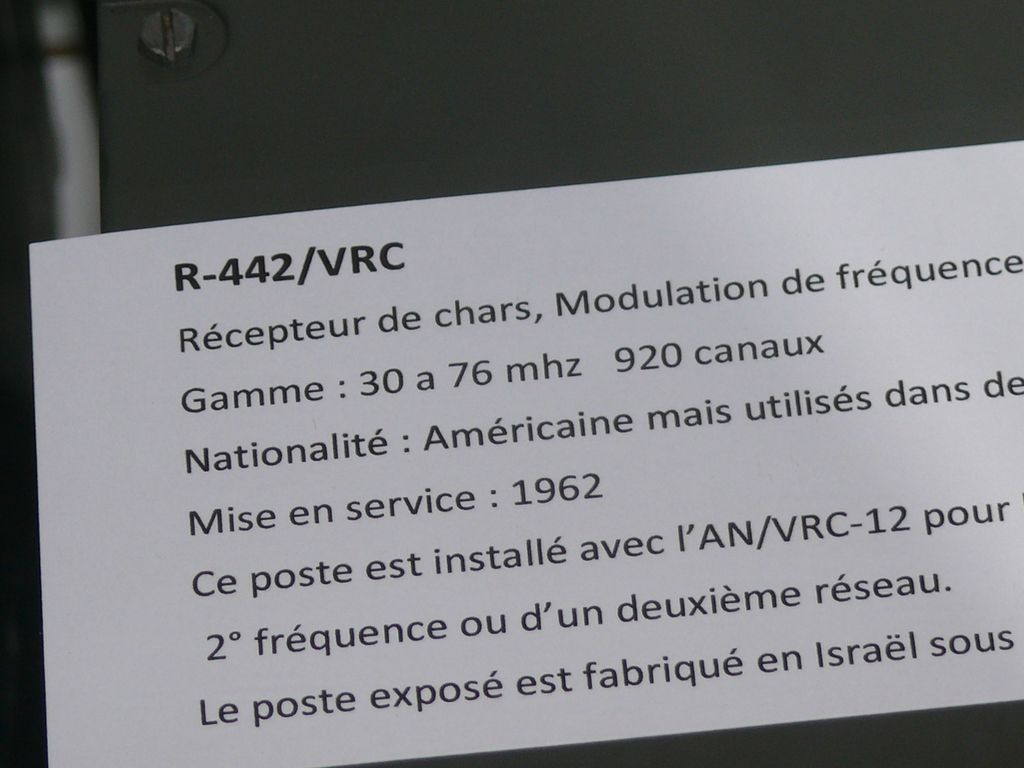 R-442/VRC
Récepteur de chars, Modulation de fréquence
Gamme : 30 a 76 mhz 920 canaux
Nationalité : Américaine mais utilisés dans de
Mise en service : 1962
Ce poste est installé avec l'AN/VRC-12 pour
2° fréquence ou d'un deuxième réseau.
Le poste exposé est fabriqué en Israël sous